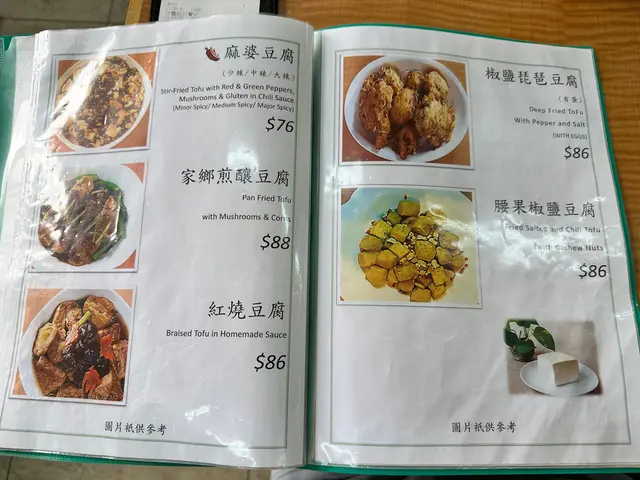 麻婆豆腐
(少辣/中辣/大辣)
Stir-Fried Tofu with Red & Green Peppers,
Mushrooms & Gluten in Chili Sauce
(Minor Spicy/ Medium Spicy/ Major Spicy)
$76
家鄉煎釀豆腐
Pan Fried Tofu
with Mushrooms & Corns
$88
紅燒豆腐
Braised Tofu in Homemade Sauce
$86
圖片祇供參考
椒鹽琵琶豆腐
(有蛋)
Deep Fried ToFu
With Pepper and Salt
(WITH EGGS)
$86
腰果椒鹽豆腐
Fried Salted and Chili Tofu
with Cashew Nuts
$86
圖片祇供參考